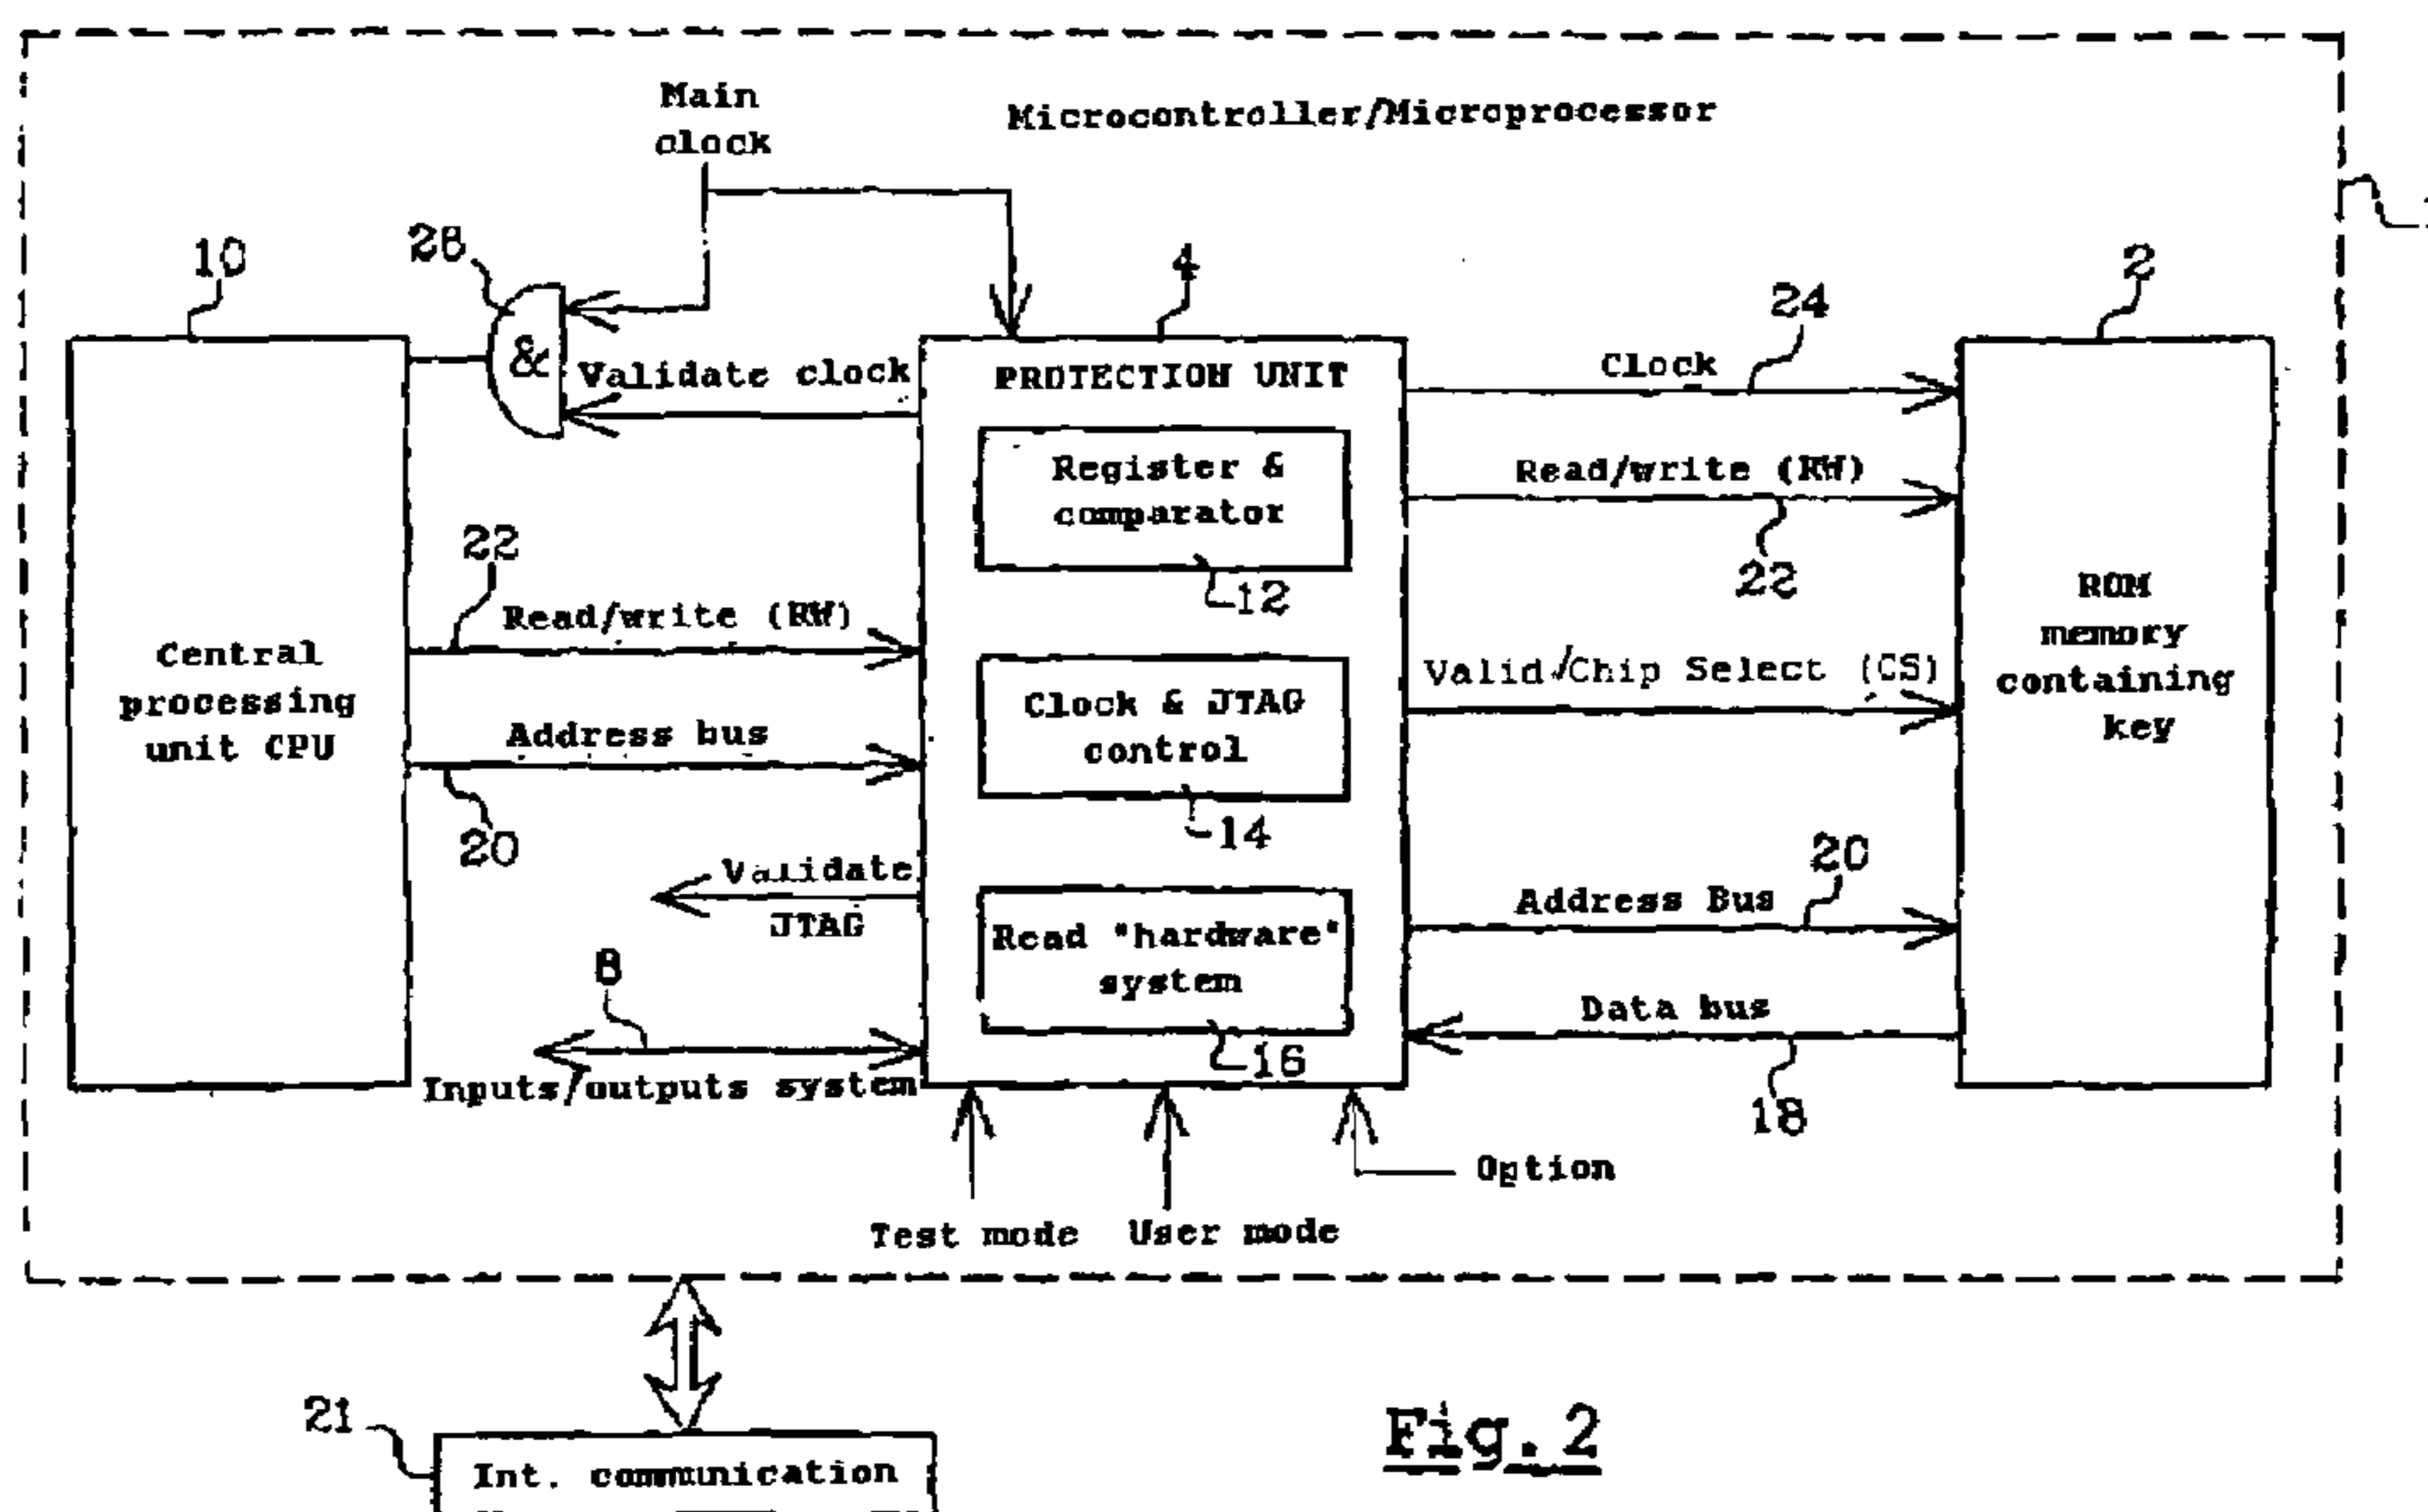 Main
clock
Microcontroller/Microprocessor
10
26
4
24
2
&
Validate clock
PROTECTION UNIT
Clock
Register &
comparator
Read/write (RW)
22
12
22
Read/write (RW)
ROM
memory
containing
key
Central
processing
unit CPU
Clock & JTAG
control
Valid/Chip Select (CS)
Address bus
20
14
Validate
JTAG
Read "hardware"
system
Address Bus
20
8
Data bus
Inputs/outputs system
16
18
Option
Test mode
User mode
21
Int. communication
Fig. 2